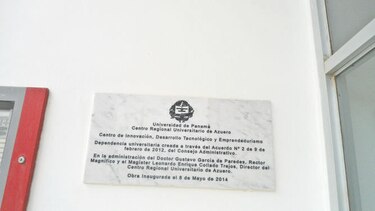 Universidad de Panamá
Centro Regional Universitario de Azuero
Centro de Innovación, Desarrollo Tecnológico y Emprendedurismo
Dependencia universitaria creada a través del Acuerdo N° 2 de 9 de
febrero de 2012, del Consejo Administrativo.
En la administración del Doctor Gustavo García de Paredes, Rector
Magnífico y el Magíster Leonardo Enrique Collado Trejos, Director del
Centro Regional Universitario de Azuero.
Obra inaugurada el 8 de Mayo de 2014